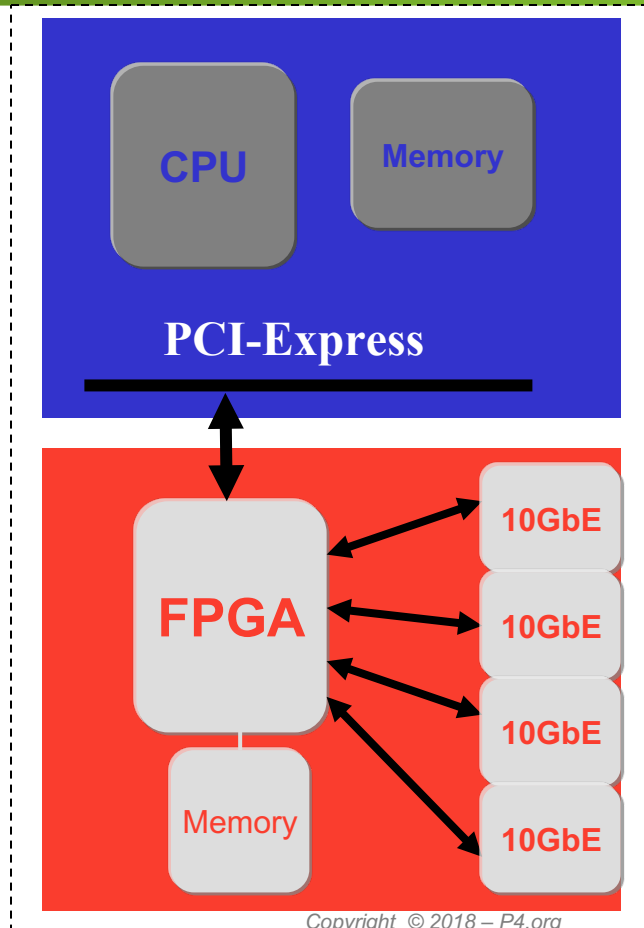 CPU
Memory
PCI-Express
FPGA
10GbE
10GbE
10GbE
10GbE
Memory
Copyright © 2018 – P4.org